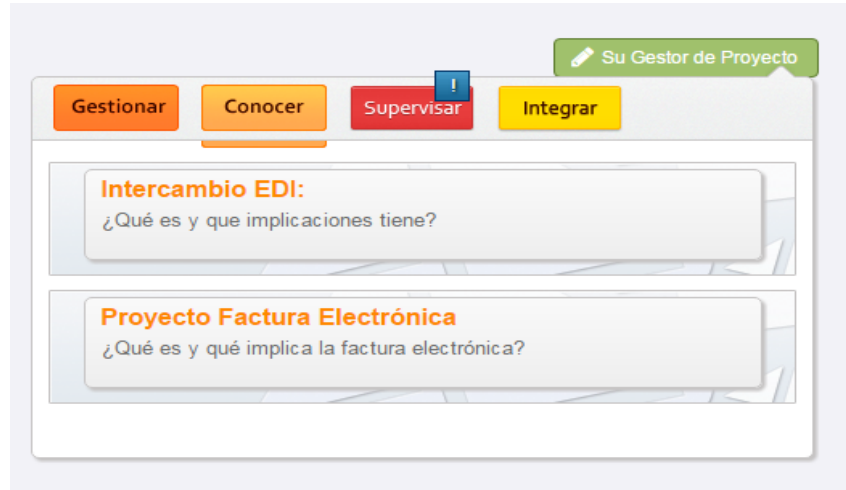 Su Gestor de Proyecto
Gestionar
Conocer
Supervisar
!
Integrar
Intercambio EDI:
¿Qué es y que implicaciones tiene?
Proyecto Factura Electrónica
¿Qué es y qué implica la factura electrónica?